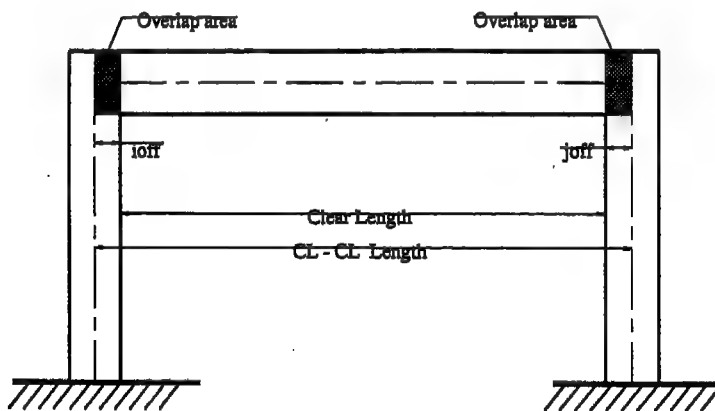 Overlap area
Overlap area
ioff
joff
Clear Length
CL - CL Length